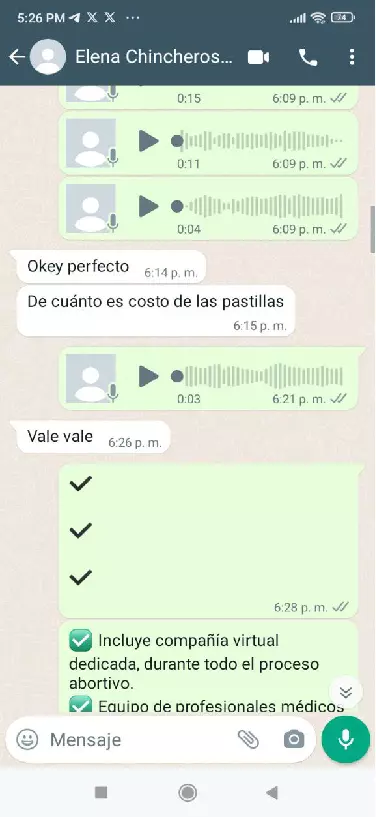 5:26 PM
74
Elena Chincheros...
0:15 6:09 p. m.
0:11 6:09 p. m.
0:04 6:09 p. m.
Okey perfecto 6:14 p. m.
De cuánto es costo de las pastillas
6:15 p. m.
0:03 6:21 p. m.
Vale vale 6:26 p. m.
6:28 p. m.
Incluye compañía virtual
dedicada, durante todo el proceso
abortivo.
Equipo de profesionales médicos
Mensaje